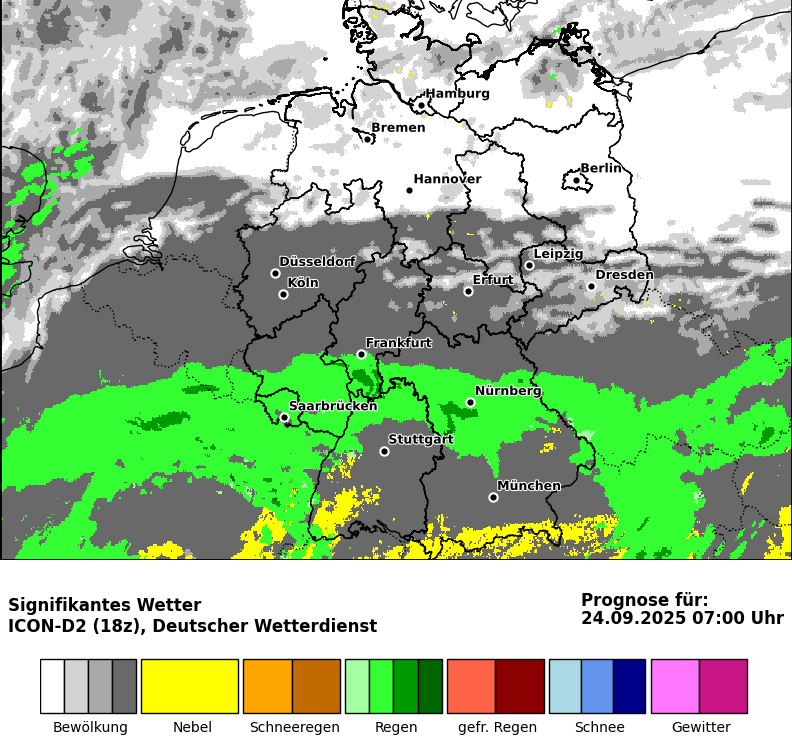 Hamburg
Bremen
Berlin
Hannover
Leipzig
Düsseldorf
Dresden
Köln
Erfurt
Frankfurt
Nürnberg
Saarbrücken
Stuttgart
München
Signifikantes Wetter
ICON-D2 (18z), Deutscher Wetterdienst
Prognose für:
24.09.2025 07:00 Uhr
Bewölkung Nebel Schneeregen Regen gefr. Regen Schnee Gewitter